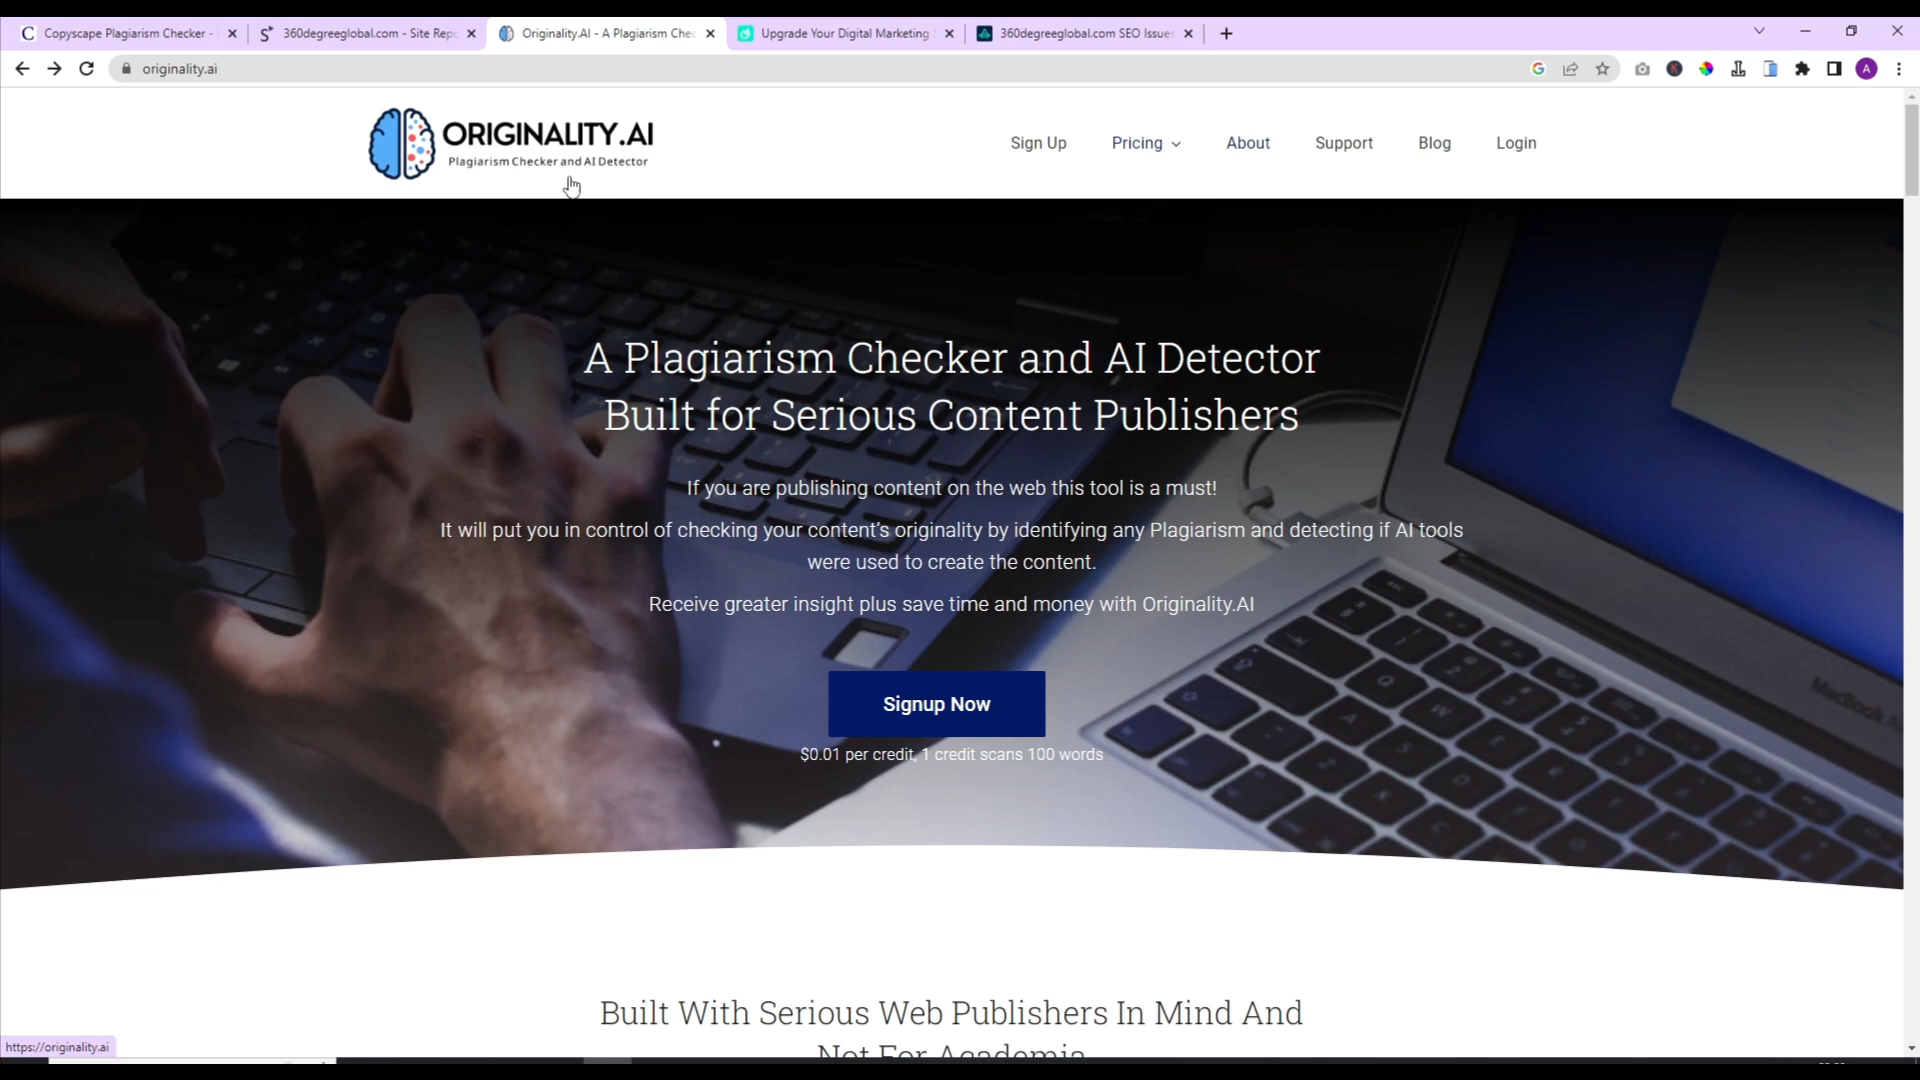 C Copyscape Plagiarism Checker -
360degreeglobal.com - Site Repo
Originality.AI - A Plagiarism Chec
Upgrade Your Digital Marketing
360degreeglobal.com SEO Issues
originality.ai
A
ORIGINALITY.AI
Plagiarism Checker and AI Detector
Sign Up
Pricing
About
Support
Blog
Login
A Plagiarism Checker and AI Detector
Built for Serious Content Publishers
If you are publishing content on the web this tool is a must!
It will put you in control of checking your content's originality by identifying any Plagiarism and detecting if AI tools
were used to create the content.
Receive greater insight plus save time and money with Originality.AI
Signup Now
$0.01 per credit, 1 credit scans 100 words
Built With Serious Web Publishers In Mind And
Not For Academia
https://originality.ai